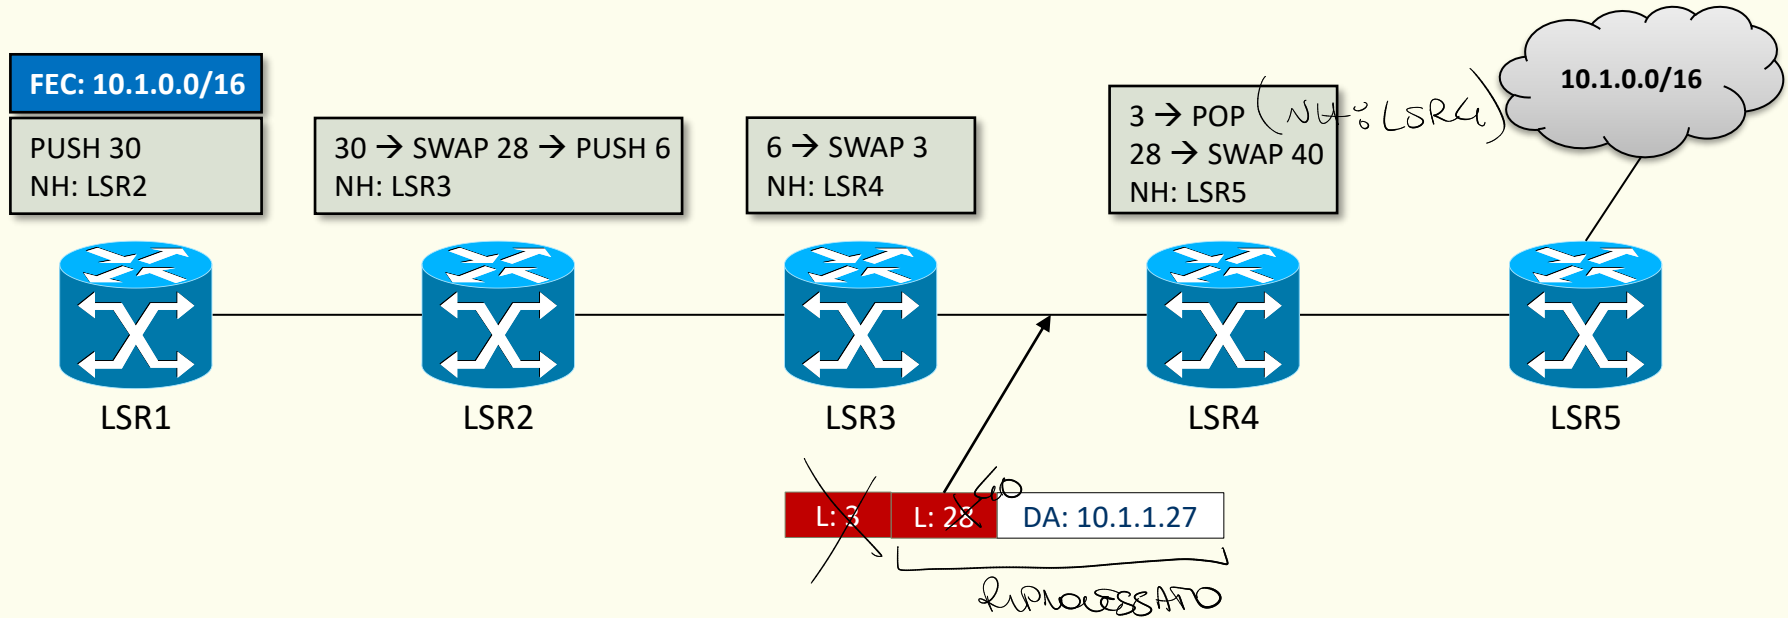 FEC: 10.1.0.0/16
PUSH 30
NH: LSR2
30 → SWAP 28 → PUSH 6
NH: LSR3
6 → SWAP 3
NH: LSR4
3 → POP (NH: LSR4)
28 → SWAP 40
NH: LSR5
10.1.0.0/16
LSR1
LSR2
LSR3
LSR4
LSR5
40
L: 3
L: 28
DA: 10.1.1.27
RIPROCESSATO